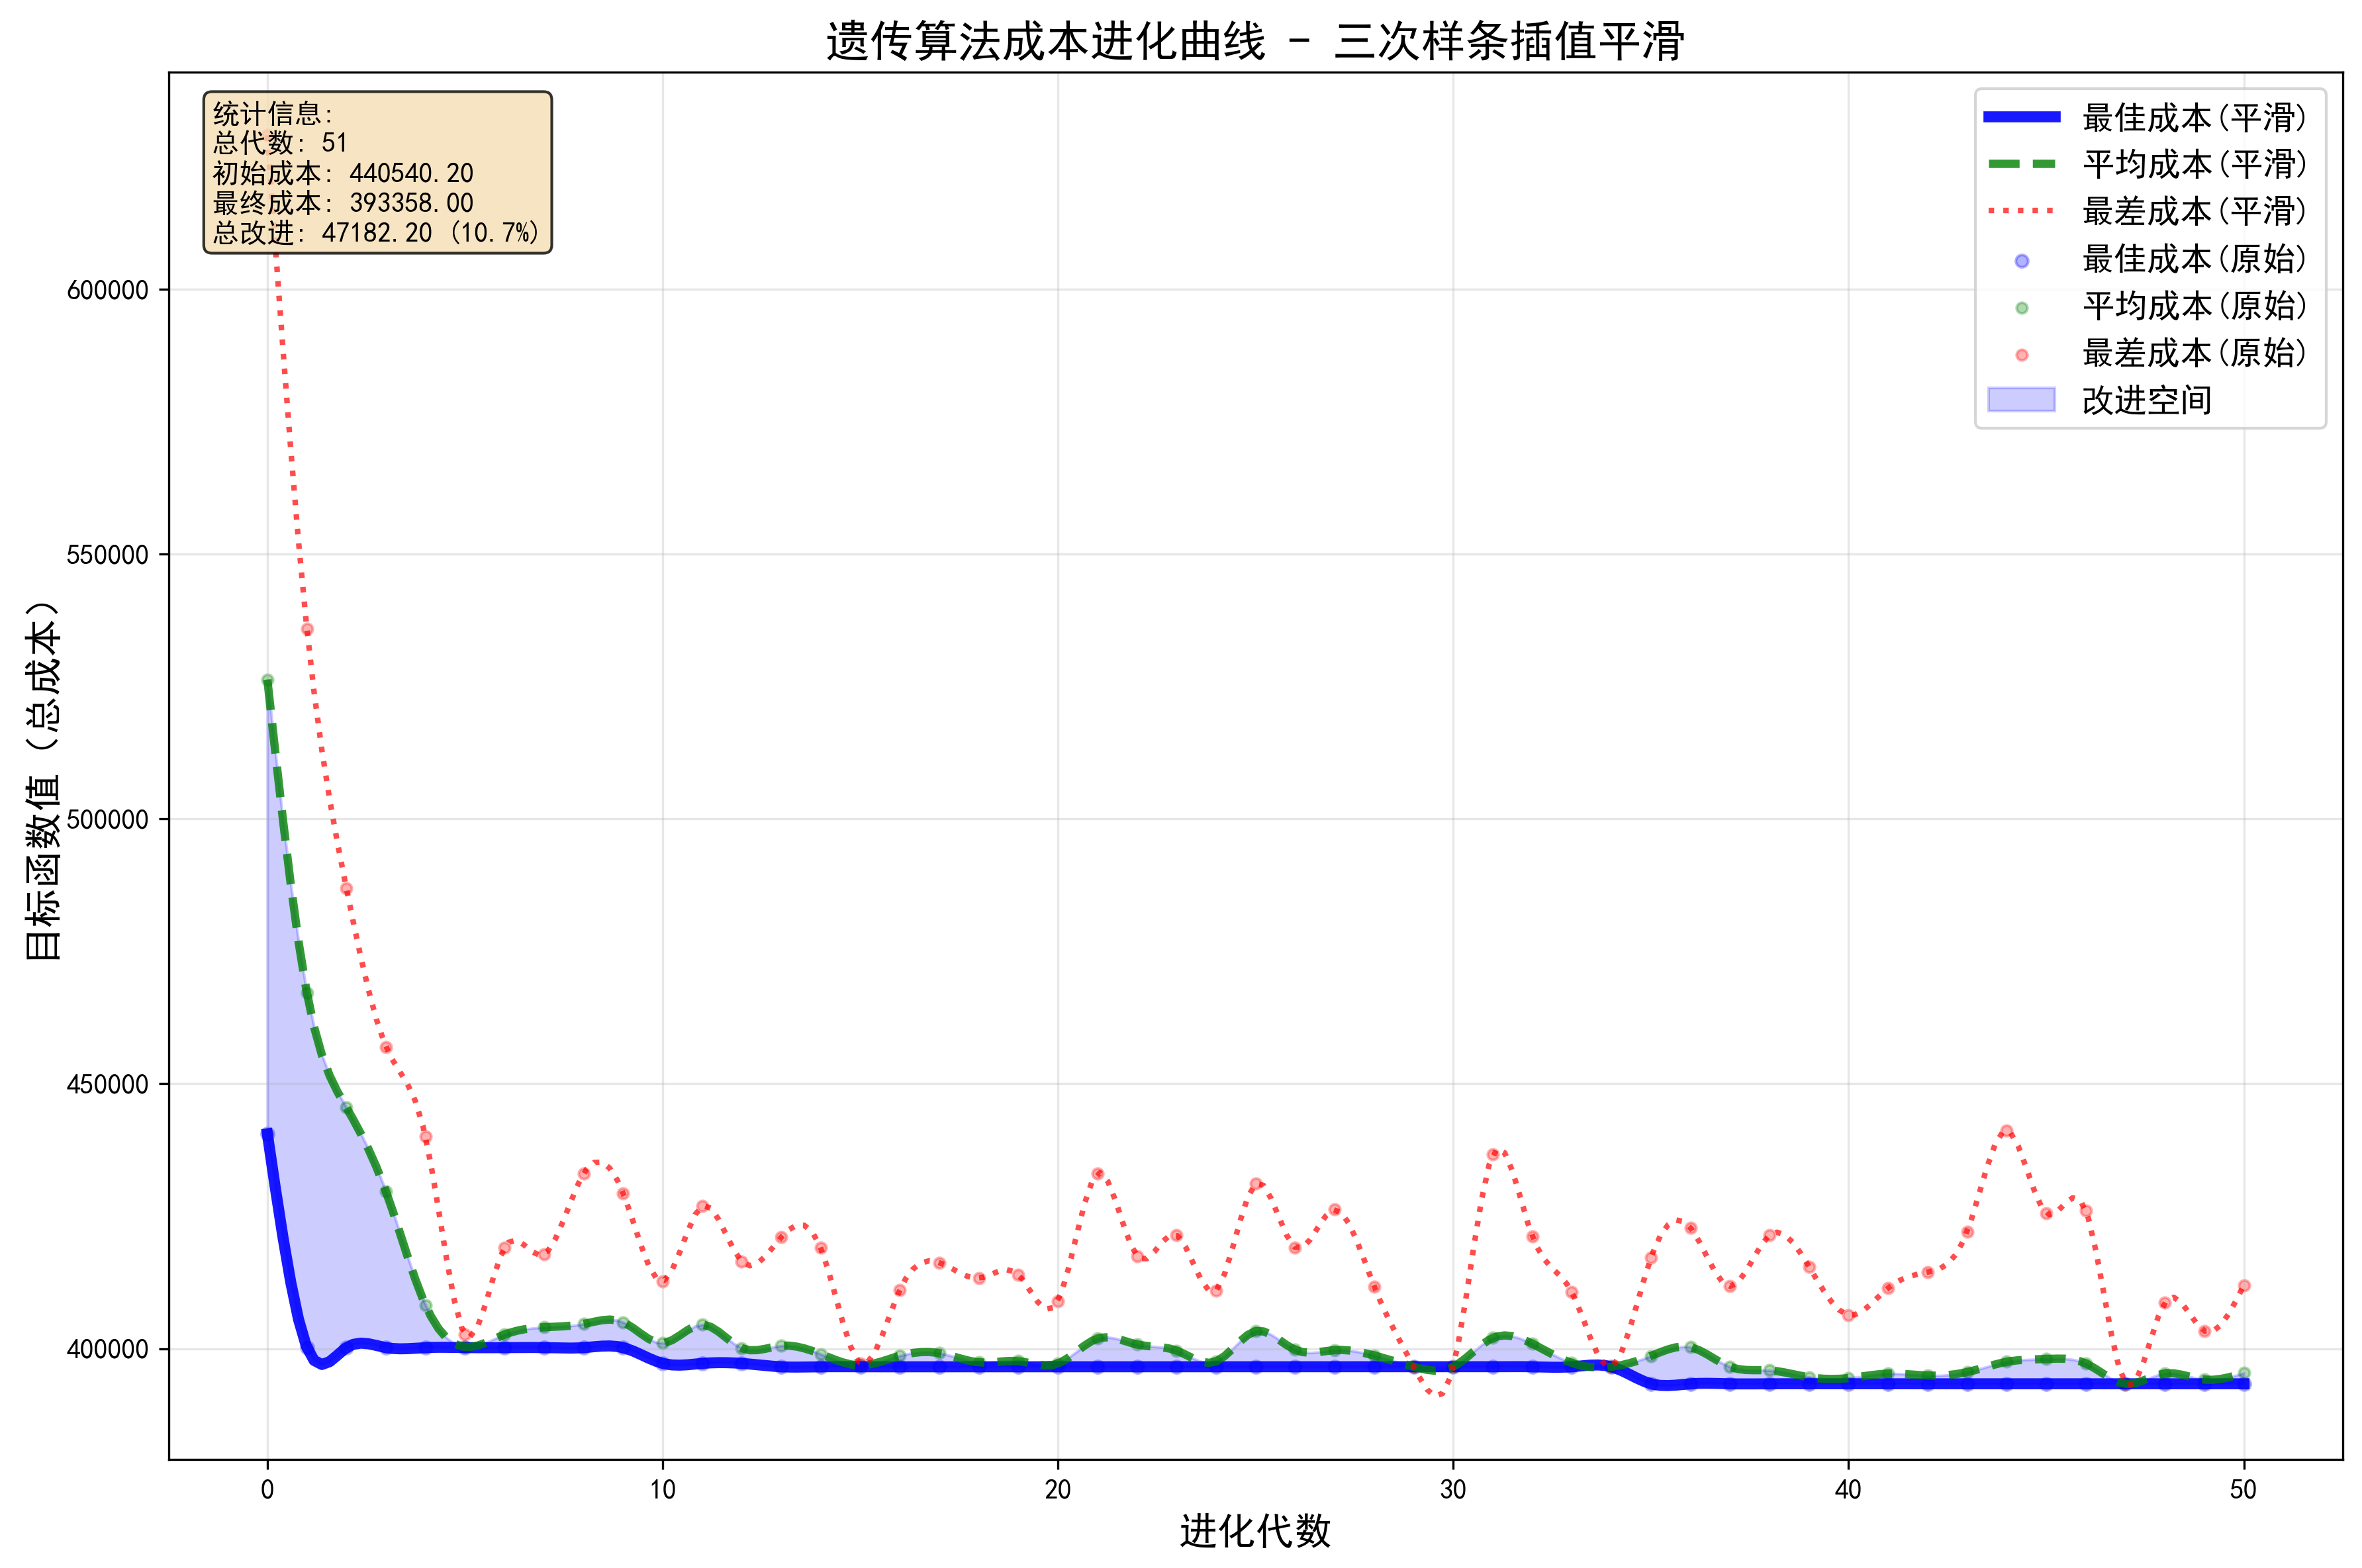 遗传算法成本进化曲线 - 三次样条插值平滑
统计信息:
总代数: 51
初始成本: 440540.20
最终成本: 393358.00
总改进: 47182.20 (10.7%)
最佳成本(平滑)
平均成本(平滑)
最差成本(平滑)
最佳成本(原始)
平均成本(原始)
最差成本(原始)
改进空间
目标函数值（总成本）
600000
550000
500000
450000
400000
0
10
20
30
40
50
进化代数